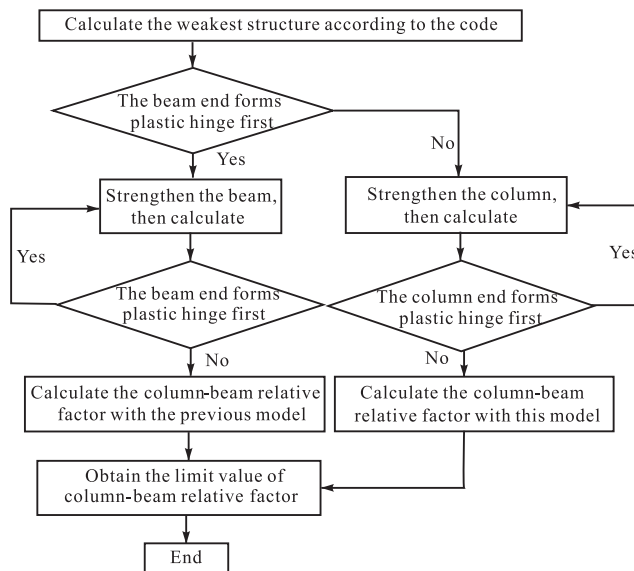 Calculate the weakest structure according to the code
The beam end forms
plastic hinge first
No
Yes
Strengthen the beam,
then calculate
Strengthen the column,
then calculate
Yes
Yes
The beam end forms
plastic hinge first
The column end forms
plastic hinge first
No
No
Calculate the column-beam relative
factor with the previous model
Calculate the column-beam
relative factor with this model
Obtain the limit value of
column-beam relative factor
End